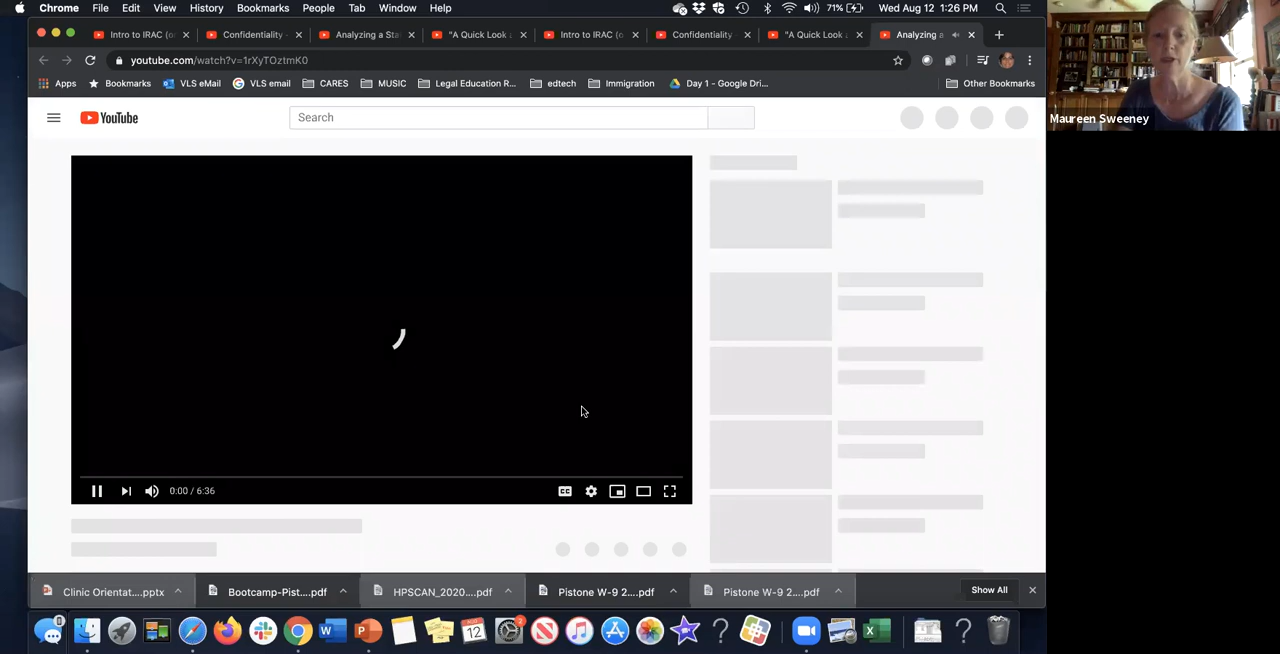 Chrome File Edit View History Bookmarks People Tab Window Help 71% Wed Aug 12 1:26 PM
Intro to IRAC (o Confidentiality - Analyzing a Sta "A Quick Look Intro to IRAC (o Confidentiality - "A Quick Look Analyzing a
youtube.com/watch?v=1rXyTOztmK0
Apps Bookmarks VLS eMail VLS email CARES MUSIC Legal Education R... edtech Immigration Day 1 - Google Dri... Other Bookmarks
YouTube Search
Maureen Sweeney
0:00 / 6:36
Clinic Orientat....pptx Bootcamp-Pist....pdf HPSCAN_2020....pdf Pistone W-9 2....pdf Pistone W-9 2....pdf Show All
12 2